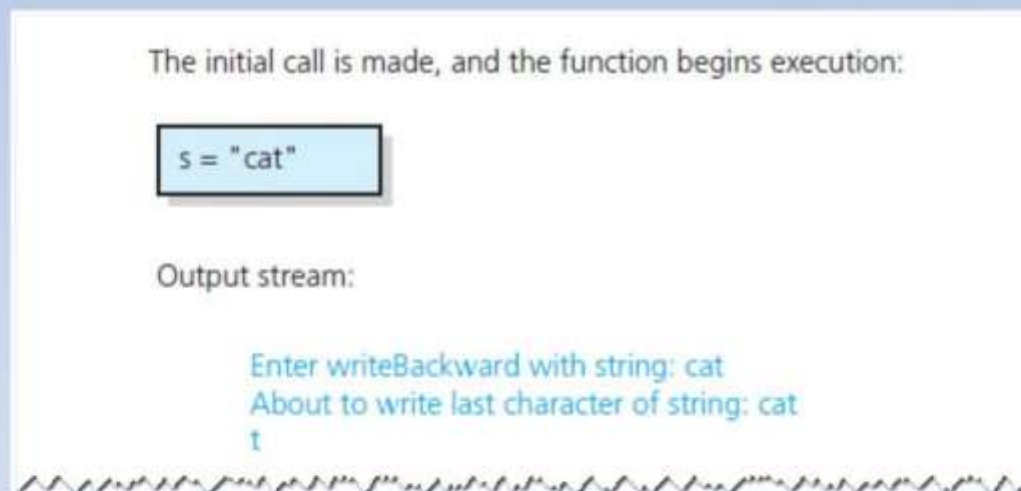 The initial call is made, and the function begins execution:
s = "cat"
Output stream:
Enter writeBackward with string: cat
About to write last character of string: cat
t